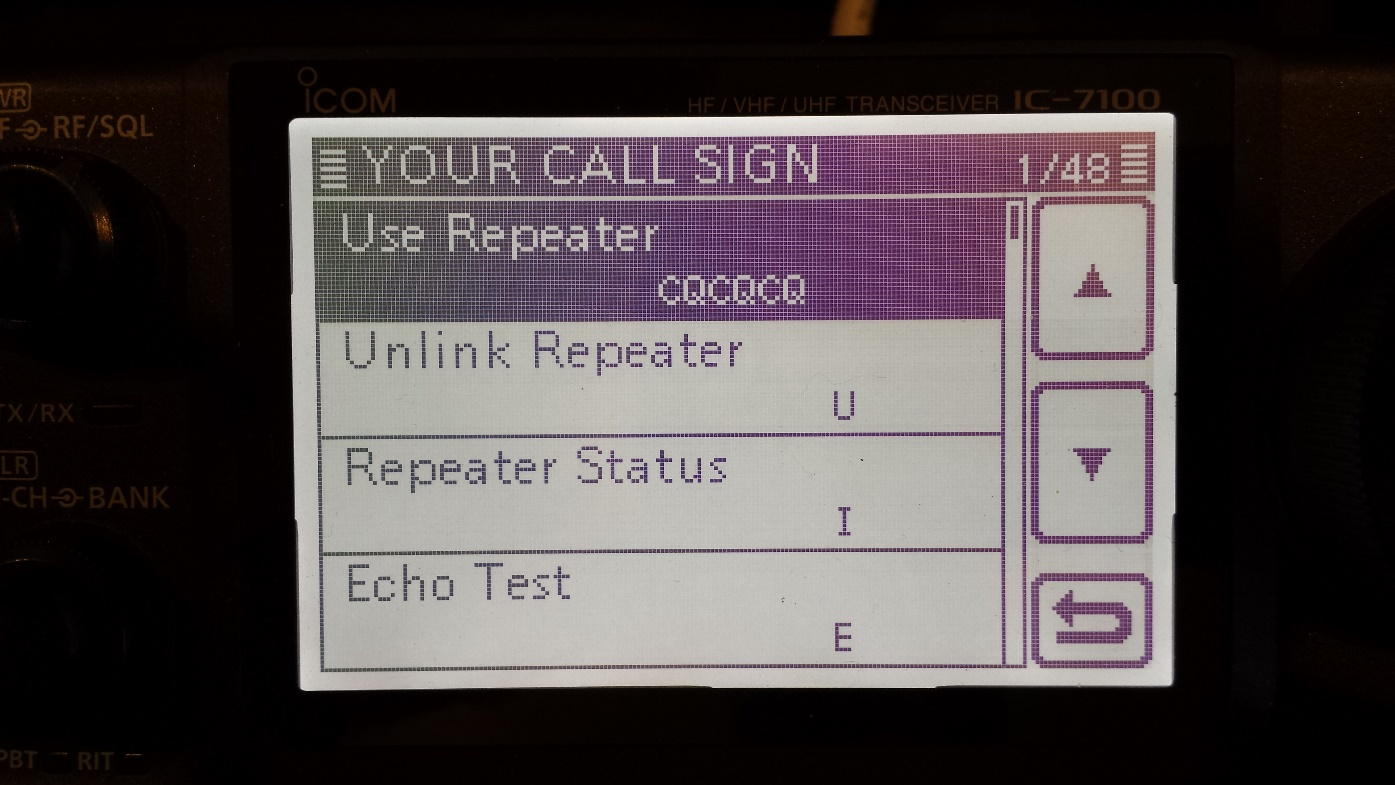 ICOM
HF / VHF / UHF TRANSCEIVER IC-7100
RF/SQL
YOUR CALL SIGN 1/48
Use Repeater
CQCQCQ
Unlink Repeater
U
TX/RX
Repeater Status
I
-CH BANK
Echo Test
E
PBT RIT